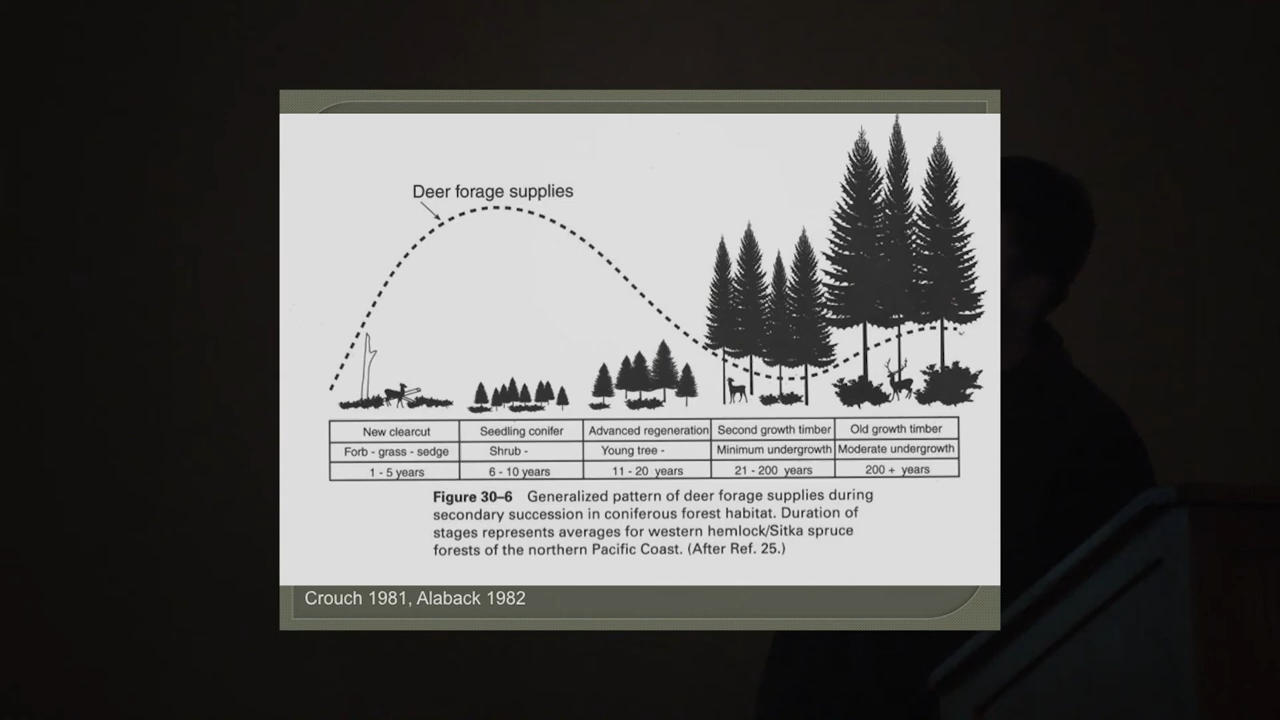 Deer forage supplies
New clearcut Seedling conifer Advanced regeneration Second growth timber Old growth timber
Forb - grass - sedge Shrub - Young tree - Minimum undergrowth Moderate undergrowth
1 - 5 years 6 - 10 years 11 - 20 years 21 - 200 years 200 + years
Figure 30–6 Generalized pattern of deer forage supplies during
secondary succession in coniferous forest habitat. Duration of
stages represents averages for western hemlock/Sitka spruce
forests of the northern Pacific Coast. (After Ref. 25.)
Crouch 1981, Alaback 1982